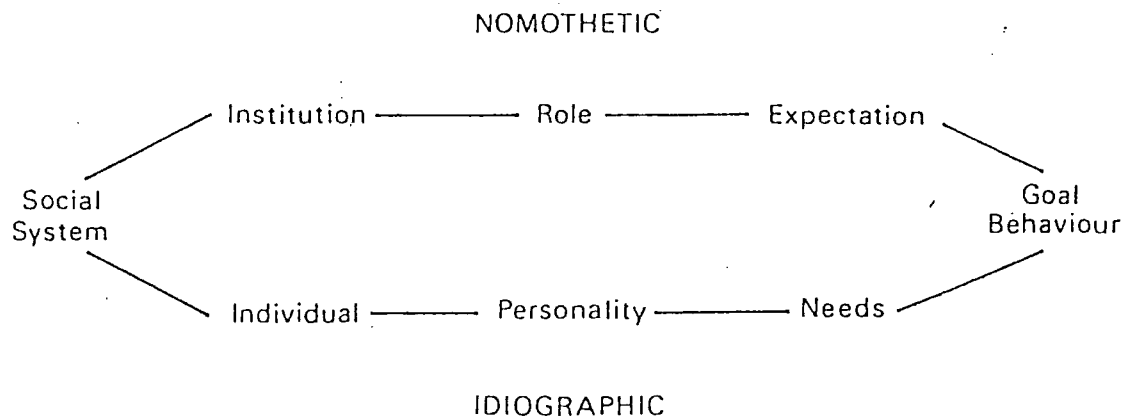 NOMOTHETIC
Institution Role Expectation
Social
System
Goal
Behaviour
Individual Personality Needs
IDIOGRAPHIC